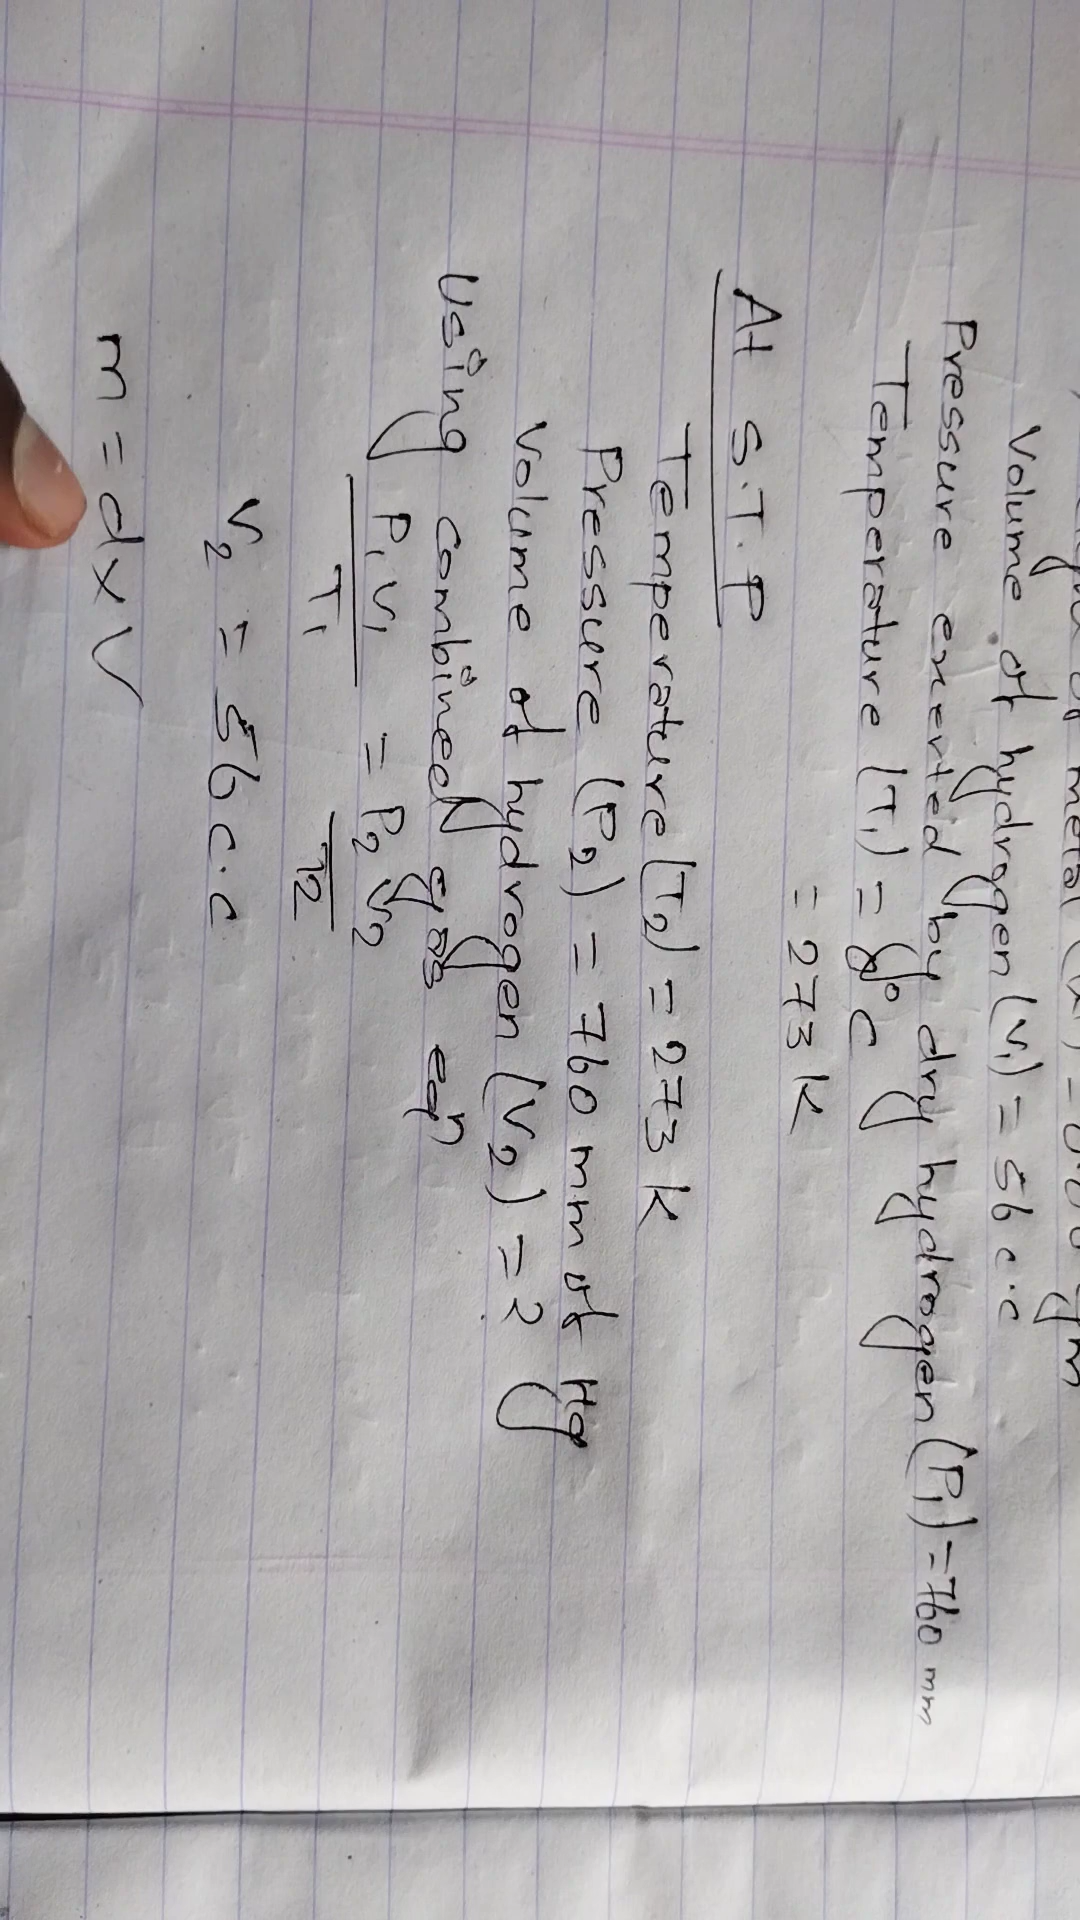 metal
Volume of hydrogen (V₁) = 56 c.c
Pressure exerted by dry hydrogen (P₁) = 760 mm
Temperature (T₁) = °C
= 273 K
At S.T.P
Temperature (T₂) = 273 K
Pressure (P₂) = 760 mm of Hg
Volume of hydrogen (V₂) = ?
Using combined gas eqn
P₁V₁ = P₂V₂
T₁ T2
V₂ = 56 c.c
m = d x V